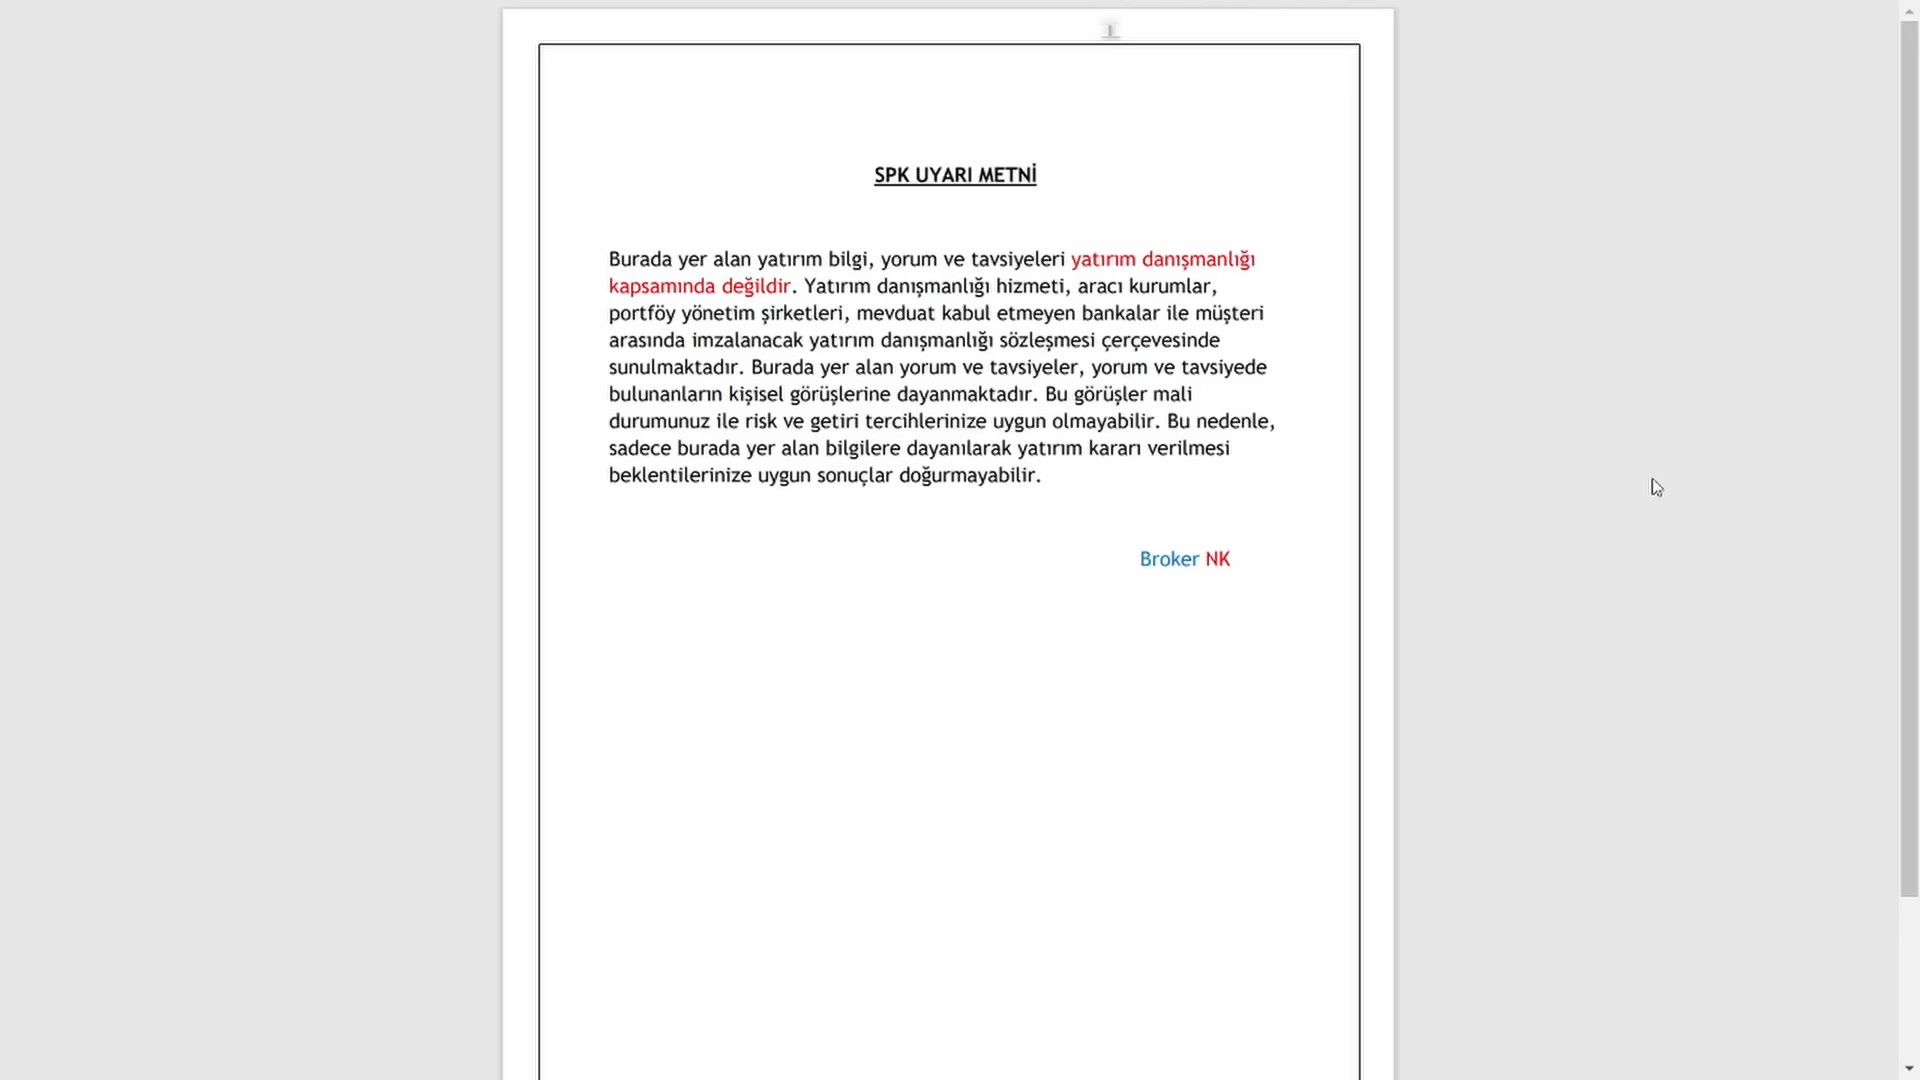 SPK UYARI METNİ
Burada yer alan yatırım bilgi, yorum ve tavsiyeleri yatırım danışmanlığı
kapsamında değildir. Yatırım danışmanlığı hizmeti, aracı kurumlar,
portföy yönetim şirketleri, mevduat kabul etmeyen bankalar ile müşteri
arasında imzalanacak yatırım danışmanlığı sözleşmesi çerçevesinde
sunulmaktadır. Burada yer alan yorum ve tavsiyeler, yorum ve tavsiyede
bulunanların kişisel görüşlerine dayanmaktadır. Bu görüşler mali
durumunuz ile risk ve getiri tercihlerinize uygun olmayabilir. Bu nedenle,
sadece burada yer alan bilgilere dayanılarak yatırım kararı verilmesi
beklentilerinize uygun sonuçlar doğurmayabilir.
Broker NK